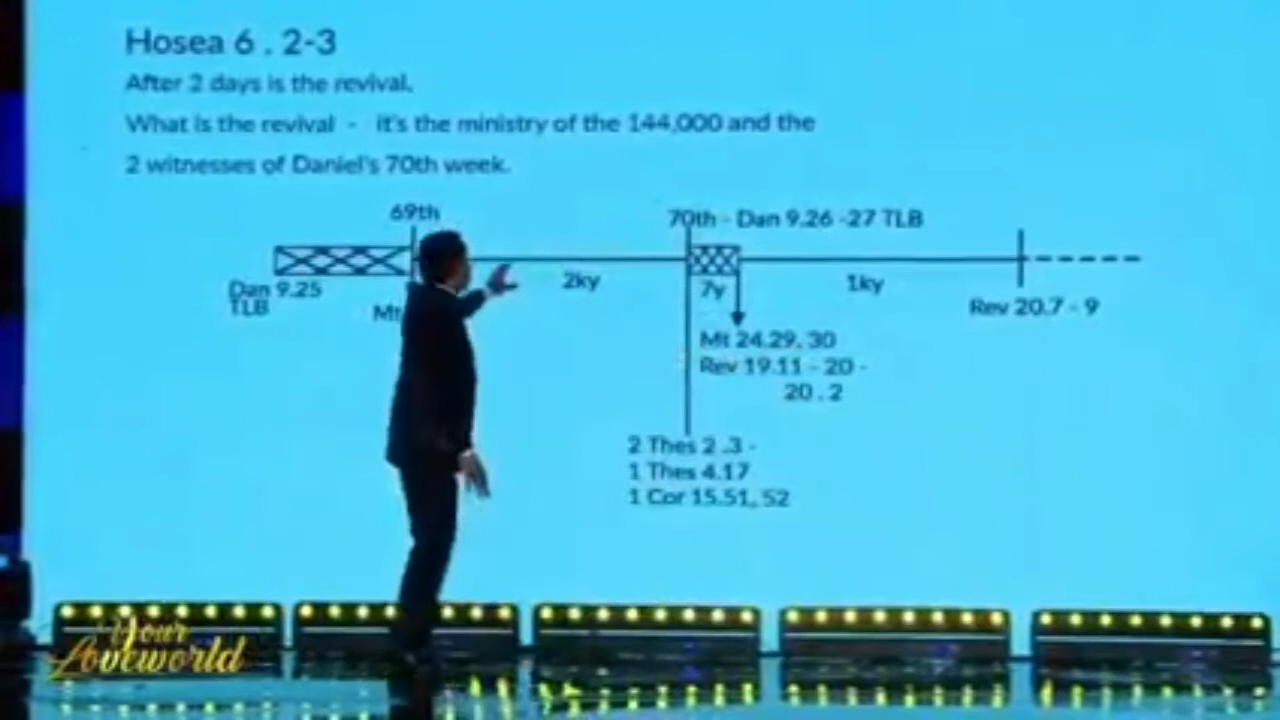 Hosea 6 . 2-3
After 2 days is the revival.
What is the revival - it's the ministry of the 144,000 and the
2 witnesses of Daniel's 70th week.
69th
70th - Dan 9.26 -27 TLB
Dan 9.25
TLB
Mt
2ky
7y
1ky
Rev 20.7 - 9
Mt 24.29, 30
Rev 19.11 - 20 -
20 . 2
2 Thes 2 .3 -
1 Thes 4.17
1 Cor 15.51, 52
Your
Loveworld